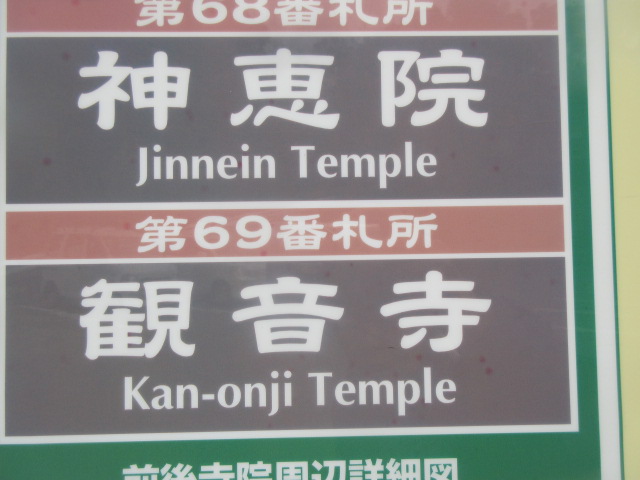 第68番札所
神恵院
Jinnein Temple
第69番札所
観音寺
Kan-onji Temple
前後寺院周辺詳細図